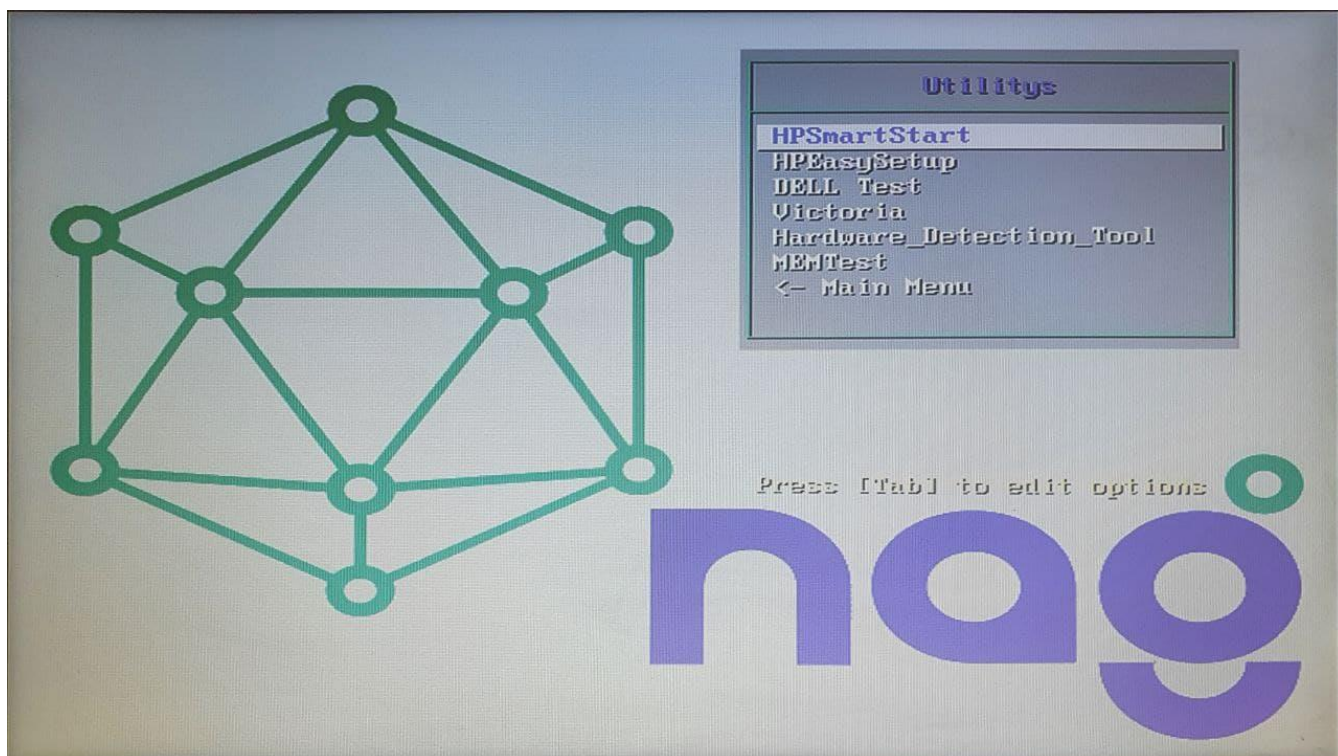 Utilitys
HPSmartStart
HPEasySetup
DELL Test
Victoria
Hardware_Detection_Tool
MEMTest
<- Main Menu
Press [Tab] to edit options
nag